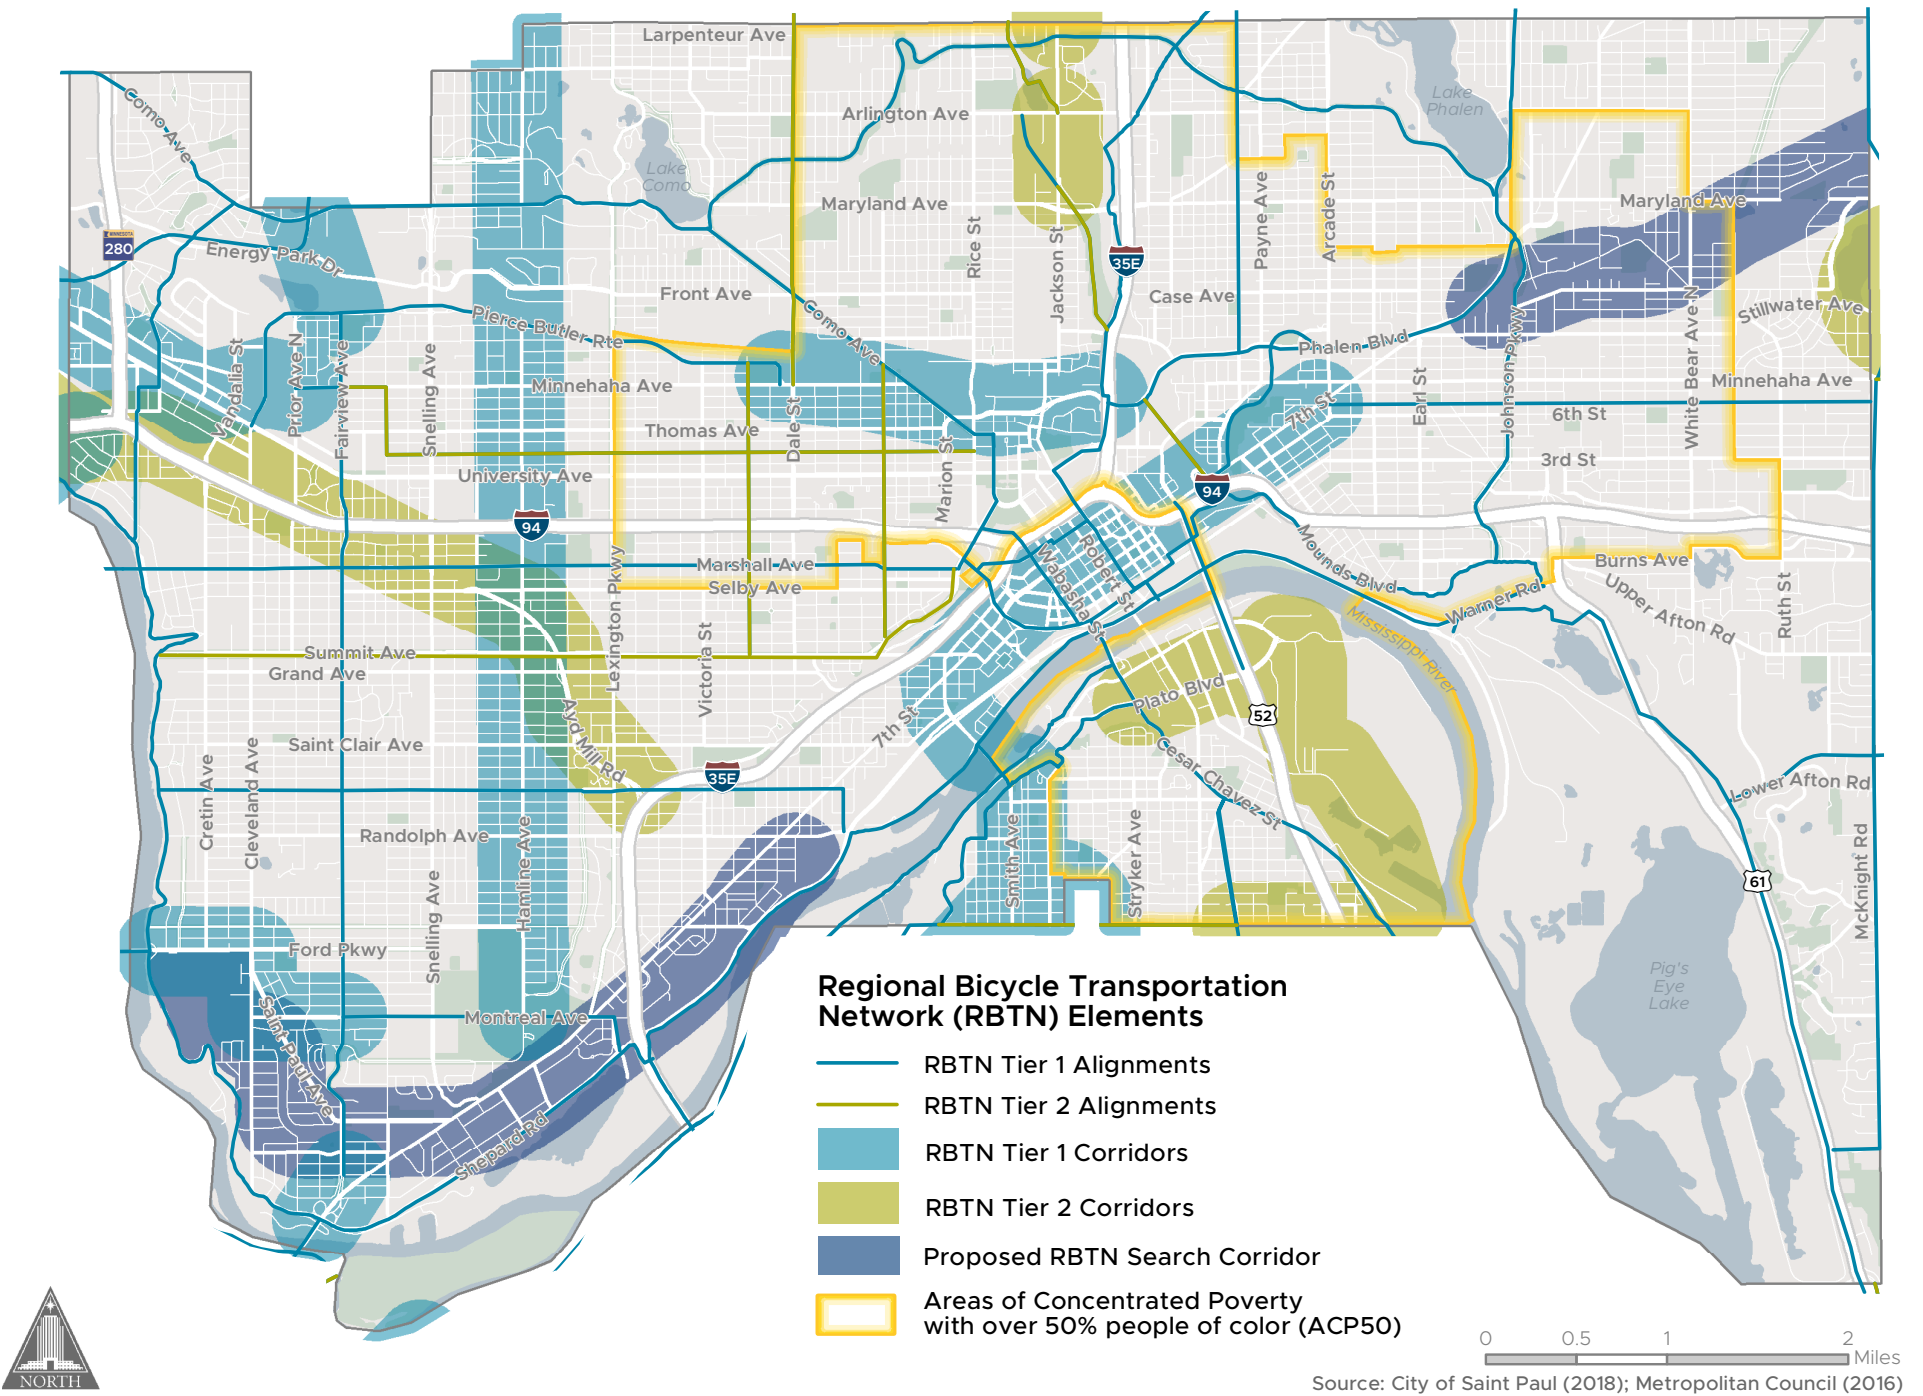 Larpenteur Ave
Como Ave
Arlington Ave
Lake
Phalen
Lake
Como
Maryland Ave
Maryland Ave
Payne Ave
Arcade St
Rice St
Jackson St
MINNESOTA
280
Energy Park Dr
35E
Front Ave
Case Ave
Como Ave
Pierce Butler Rte
Stillwater Ave
Phalen Blvd
Johnson Pkwy
White Bear Ave N
Vandalia St
Prior Ave N
Fairview Ave
Snelling Ave
Minnehaha Ave
Minnehaha Ave
Dale St
7th St
Earl St
6th St
Thomas Ave
Marion St
3rd St
University Ave
94
94
Marshall Ave
Selby Ave
Robert St
Wabasha St
Mounds Blvd
Burns Ave
Warner Rd
Upper Afton Rd
Ruth St
Mississippi River
Lexington Pkwy
Victoria St
Summit Ave
Grand Ave
Plato Blvd
52
7th St
Ayd Mill Rd
Saint Clair Ave
Cesar Chavez St
35E
Cretin Ave
Cleveland Ave
Lower Afton Rd
Randolph Ave
Hamline Ave
Smith Ave
Stryker Ave
McKnight Rd
61
Snelling Ave
Ford Pkwy
Pig's
Eye
Lake
Saint Paul Ave
Montreal Ave
Shepard Rd
Regional Bicycle Transportation
Network (RBTN) Elements
RBTN Tier 1 Alignments
RBTN Tier 2 Alignments
RBTN Tier 1 Corridors
RBTN Tier 2 Corridors
Proposed RBTN Search Corridor
Areas of Concentrated Poverty
with over 50% people of color (ACP50)
0 0.5 1 2
Miles
NORTH
Source: City of Saint Paul (2018); Metropolitan Council (2016)